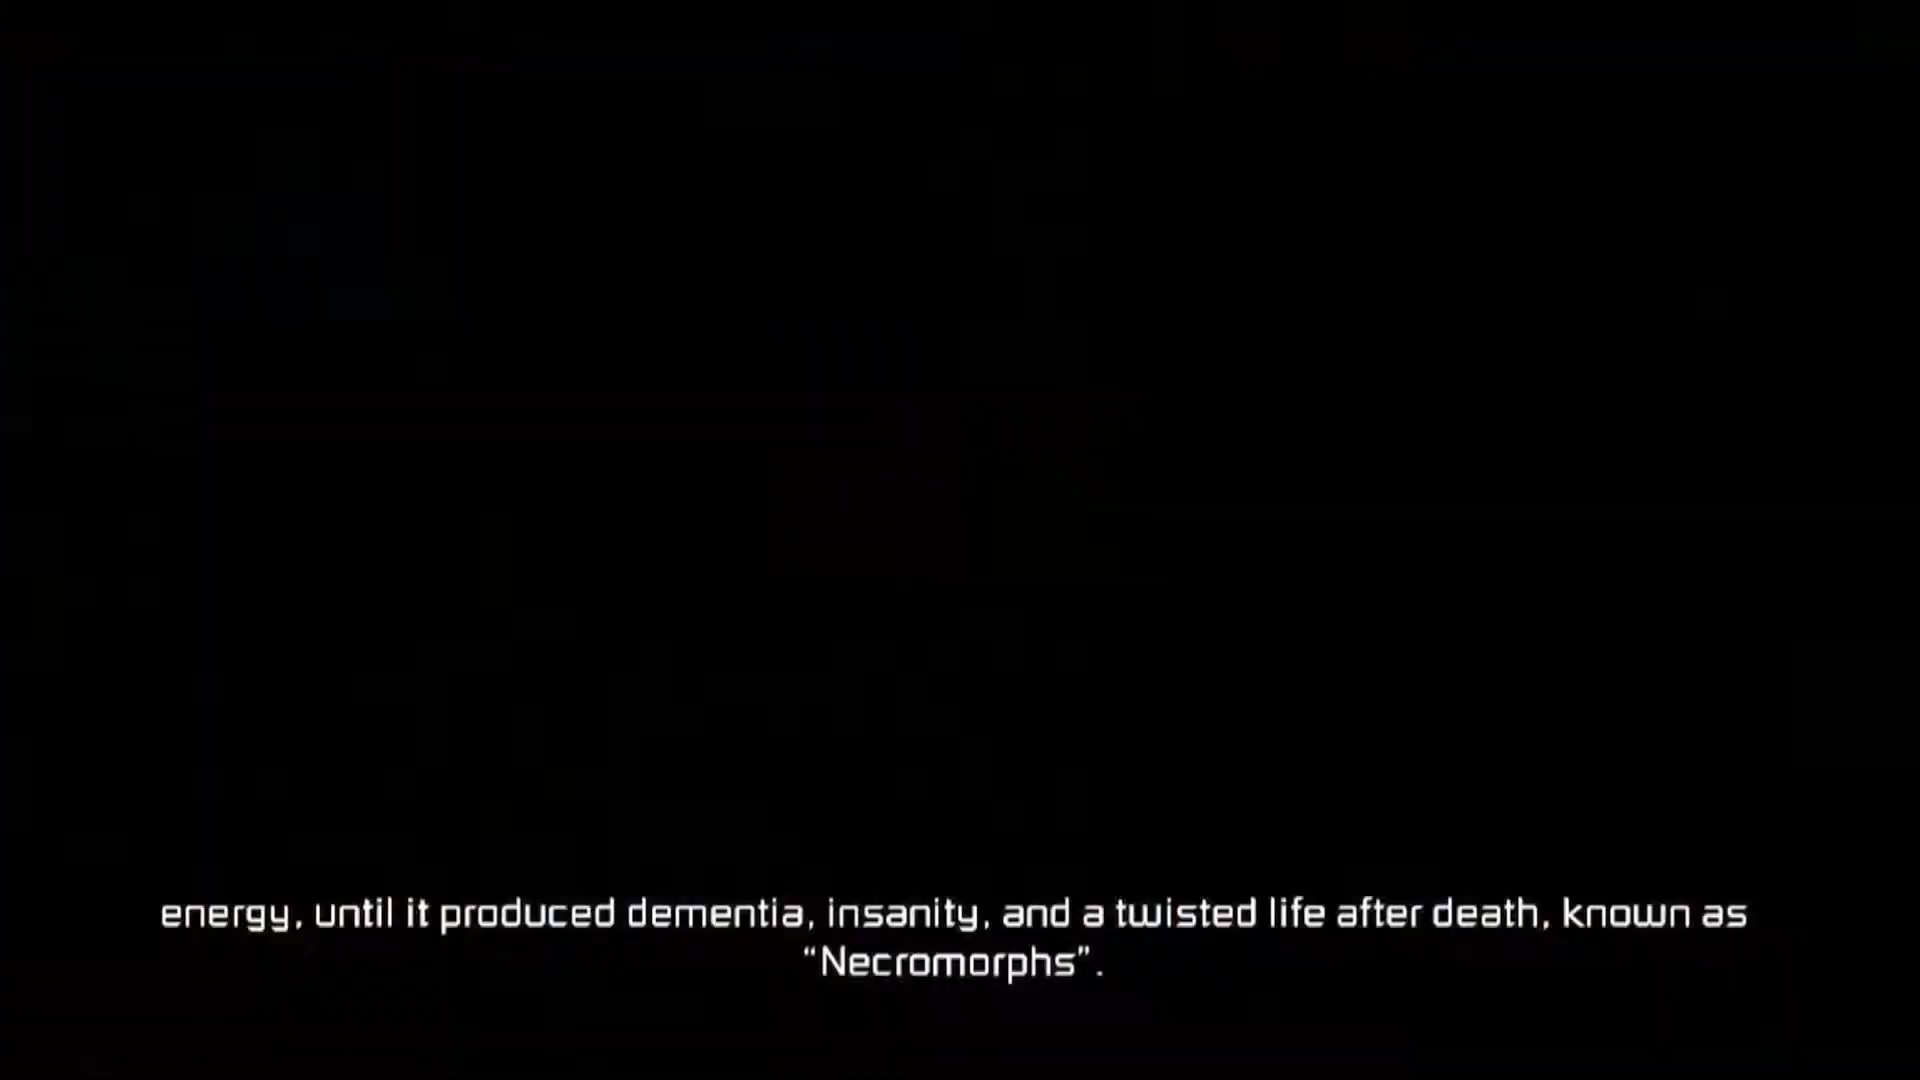 energy, until it produced dementia, insanity, and a twisted life after death, known as
“Necromorphs”.